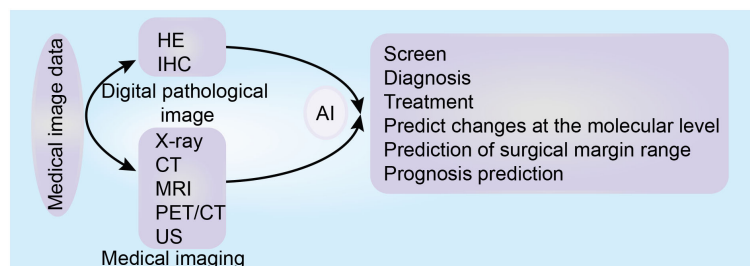 Medical image data
HE
IHC
Digital pathological
image
X-ray
CT
MRI
PET/CT
US
Medical imaging
AI
Screen
Diagnosis
Treatment
Predict changes at the molecular level
Prediction of surgical margin range
Prognosis prediction